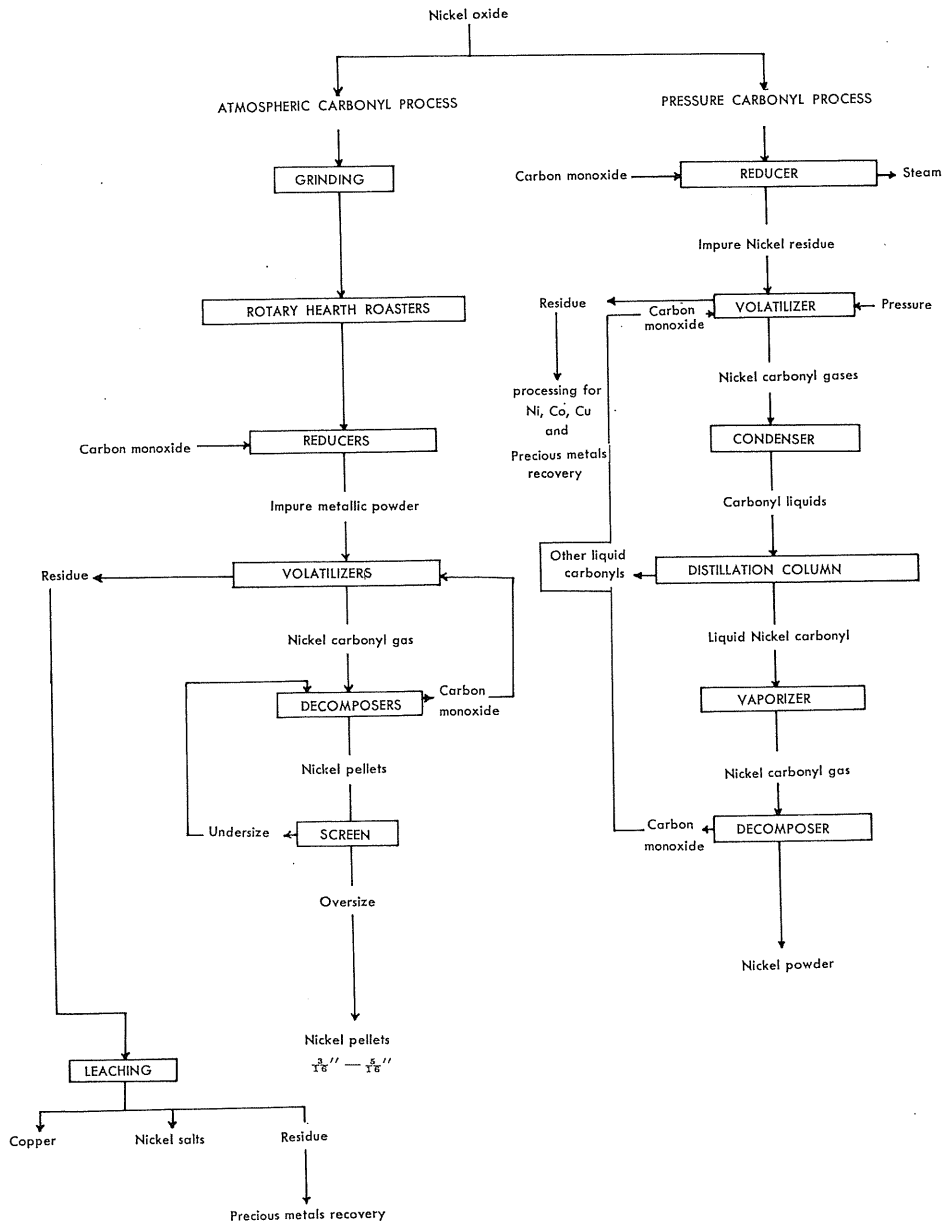 Nickel oxide
ATMOSPHERIC CARBONYL PROCESS
PRESSURE CARBONYL PROCESS
GRINDING
Carbon monoxide
REDUCER
Steam
Impure Nickel residue
ROTARY HEARTH ROASTERS
Residue
Carbon
monoxide
VOLATILIZER
Pressure
Nickel carbonyl gases
processing for
Ni, Co, Cu
and
Precious metals
recovery
Carbon monoxide
REDUCERS
CONDENSER
Impure metallic powder
Carbonyl liquids
Residue
VOLATILIZERS
Other liquid
carbonyls
DISTILLATION COLUMN
Nickel carbonyl gas
Liquid Nickel carbonyl
DECOMPOSERS
Carbon
monoxide
VAPORIZER
Nickel pellets
Nickel carbonyl gas
Undersize
SCREEN
Carbon
monoxide
DECOMPOSER
Oversize
Nickel powder
Nickel pellets
3/16" — 5/16"
LEACHING
Copper
Nickel salts
Residue
Precious metals recovery